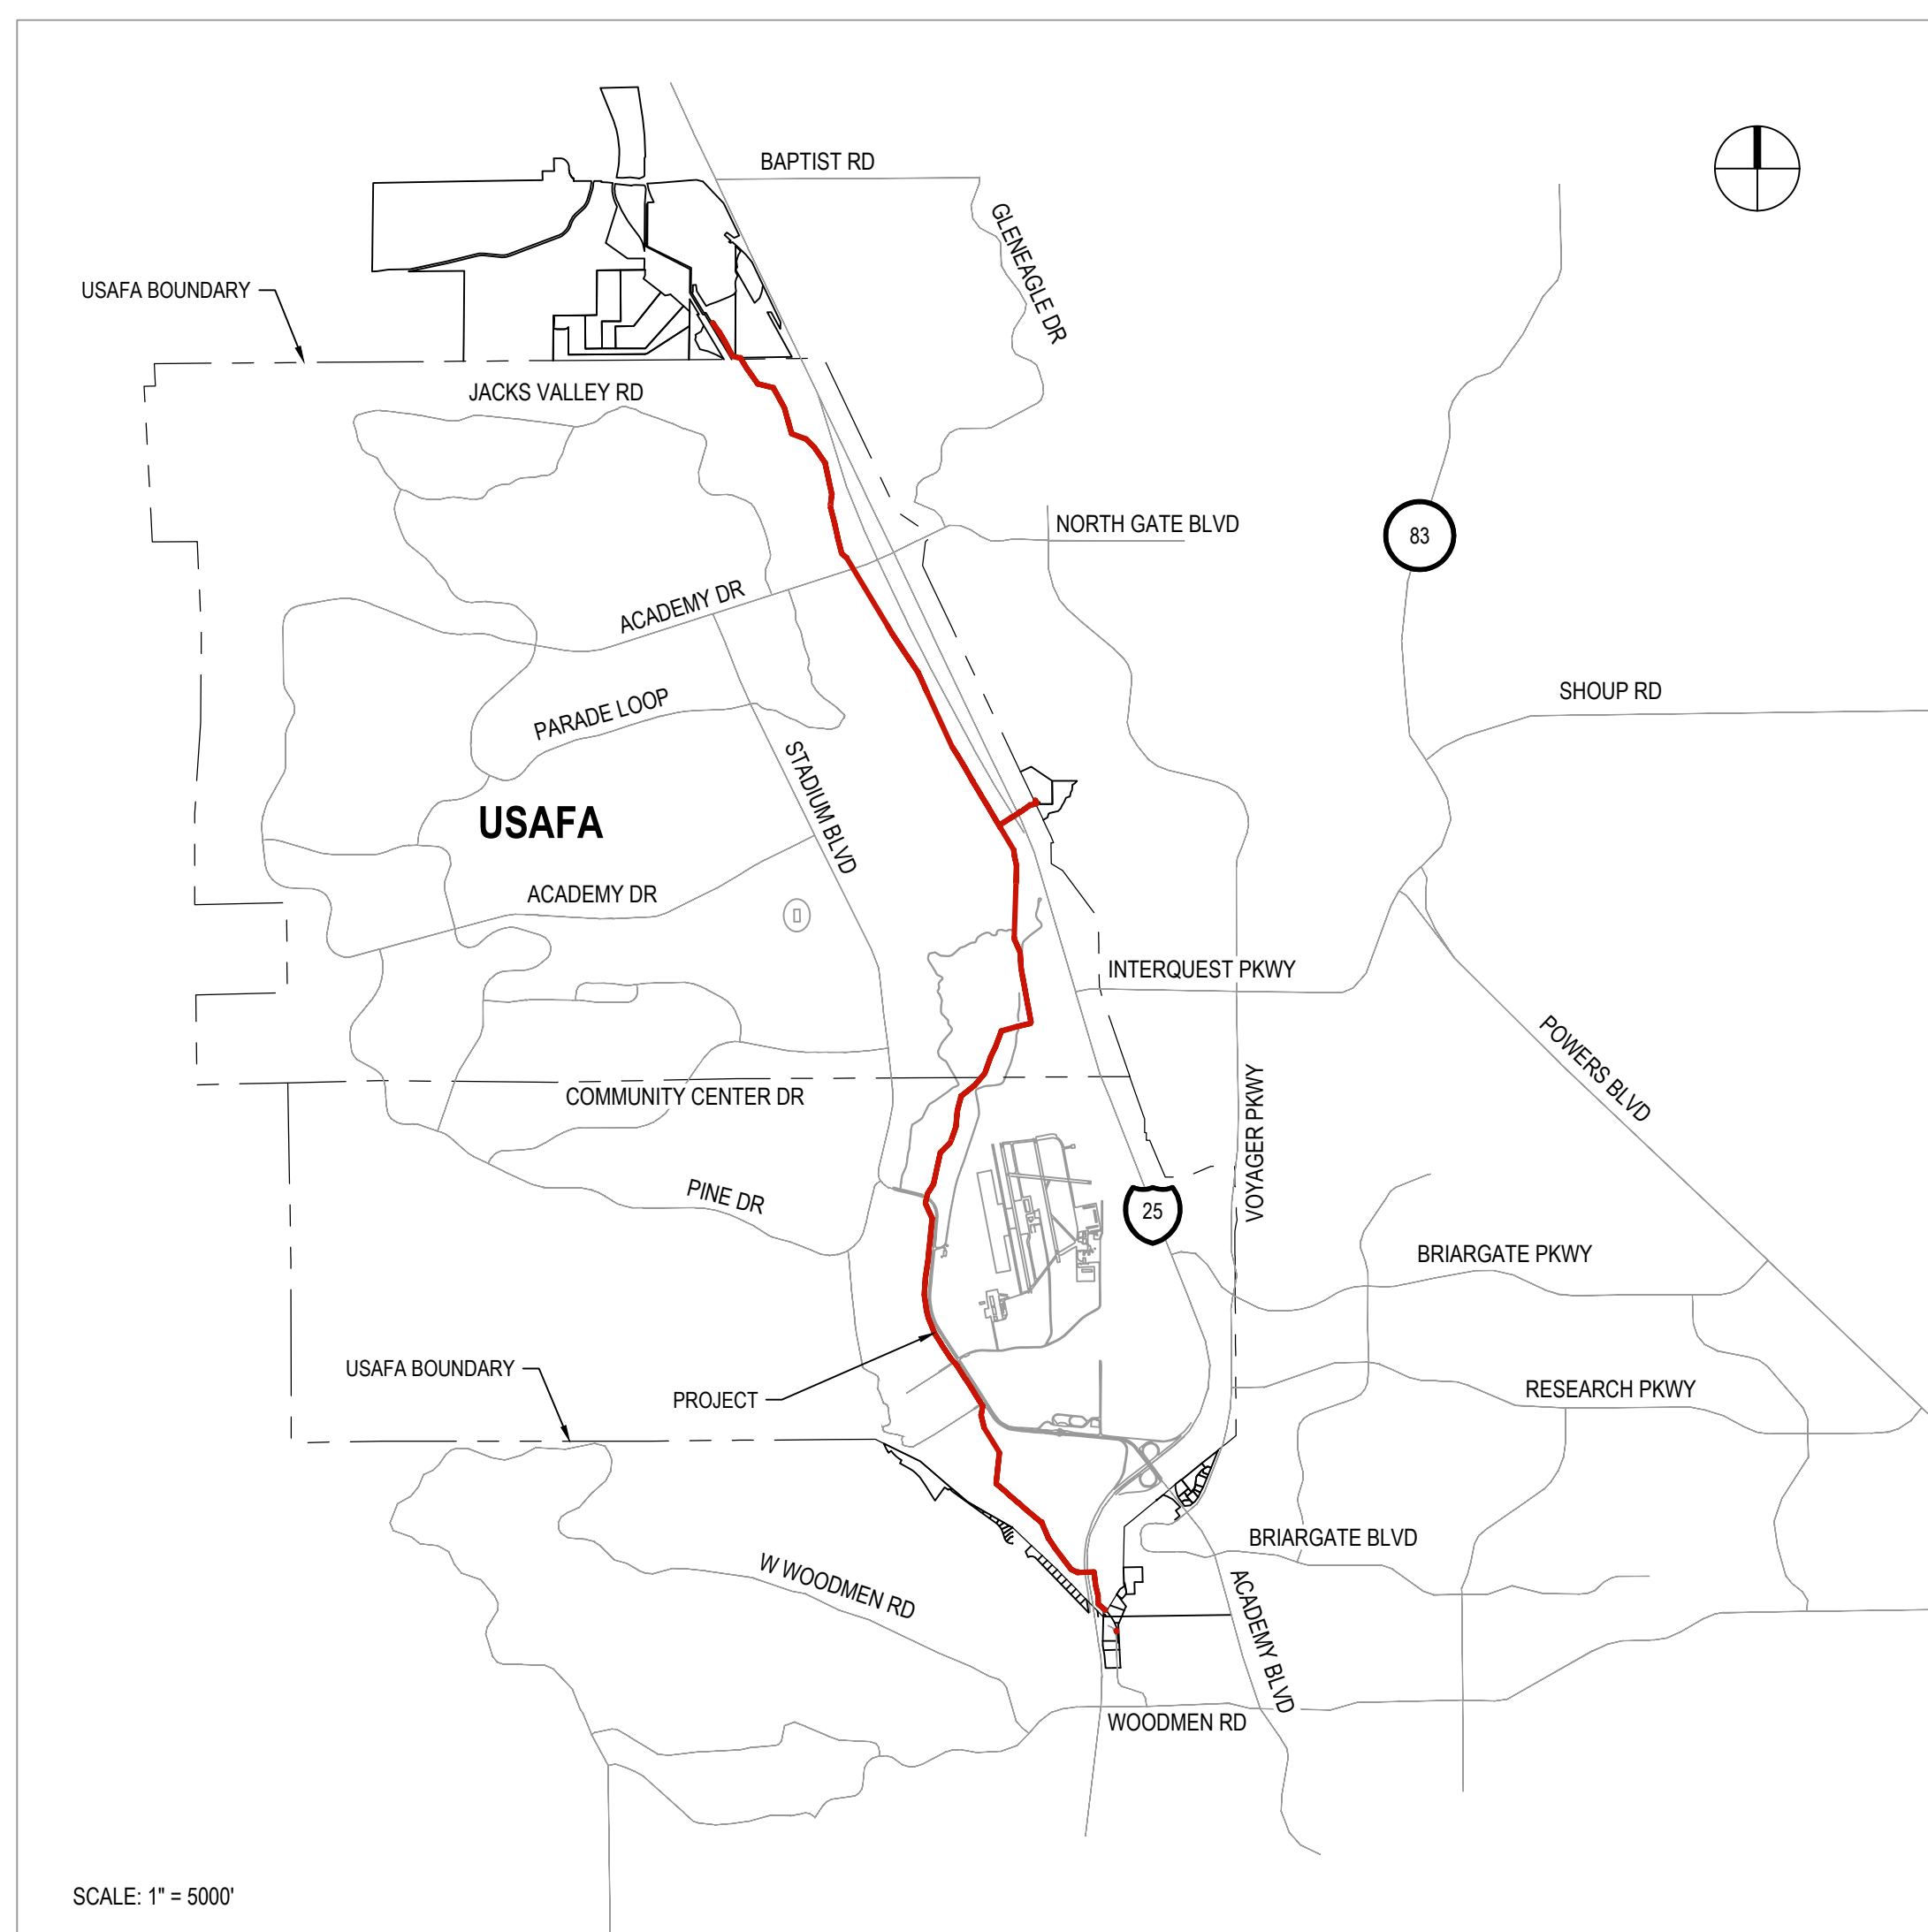 BAPTIST RD
GLENEAGLE DR
USAFA BOUNDARY
JACKS VALLEY RD
NORTH GATE BLVD
83
ACADEMY DR
SHOUP RD
PARADE LOOP
STADIUM BLVD
USAFA
ACADEMY DR
INTERQUEST PKWY
POWERS BLVD
COMMUNITY CENTER DR
VOYAGER PKWY
PINE DR
25
BRIARGATE PKWY
USAFA BOUNDARY
PROJECT
RESEARCH PKWY
BRIARGATE BLVD
W WOODMEN RD
ACADEMY BLVD
WOODMEN RD
SCALE: 1" = 5000'